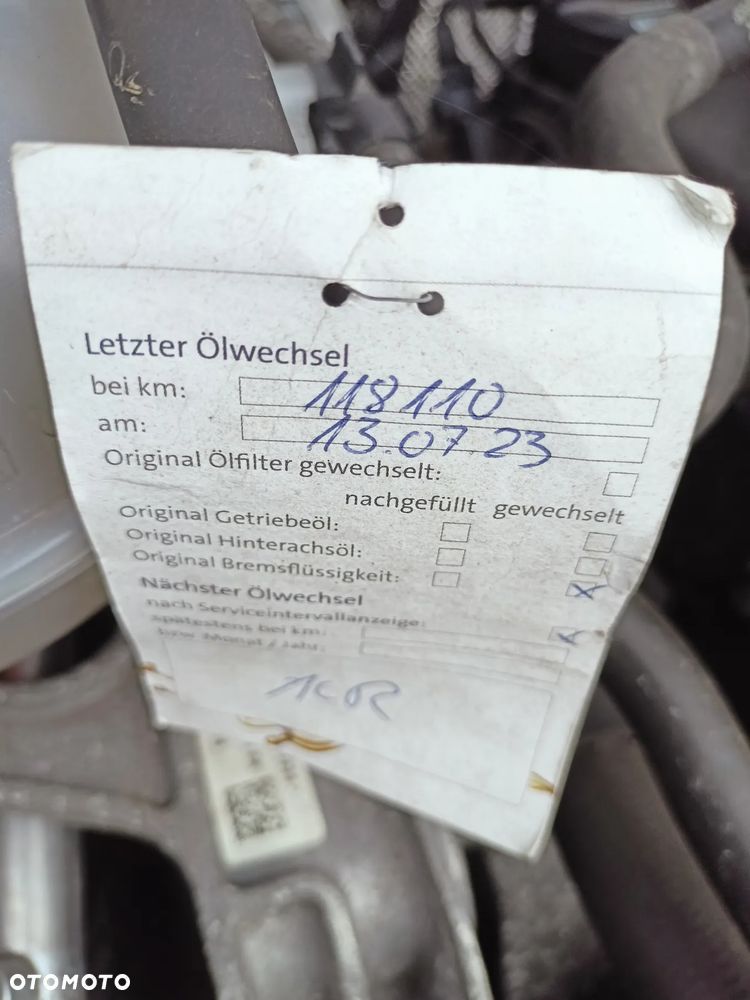 Letzter Ölwechsel
bei km: 118110
am: 13.07.23
Original Ölfilter gewechselt:
nachgefüllt gewechselt
Original Getriebeöl:
Original Hinterachsöl:
Original Bremsflüssigkeit:
Nächster Ölwechsel
nach Serviceintervallanzeige:
spätestens bei km:
bzw. Monat / Jahr:
OTOMOTO